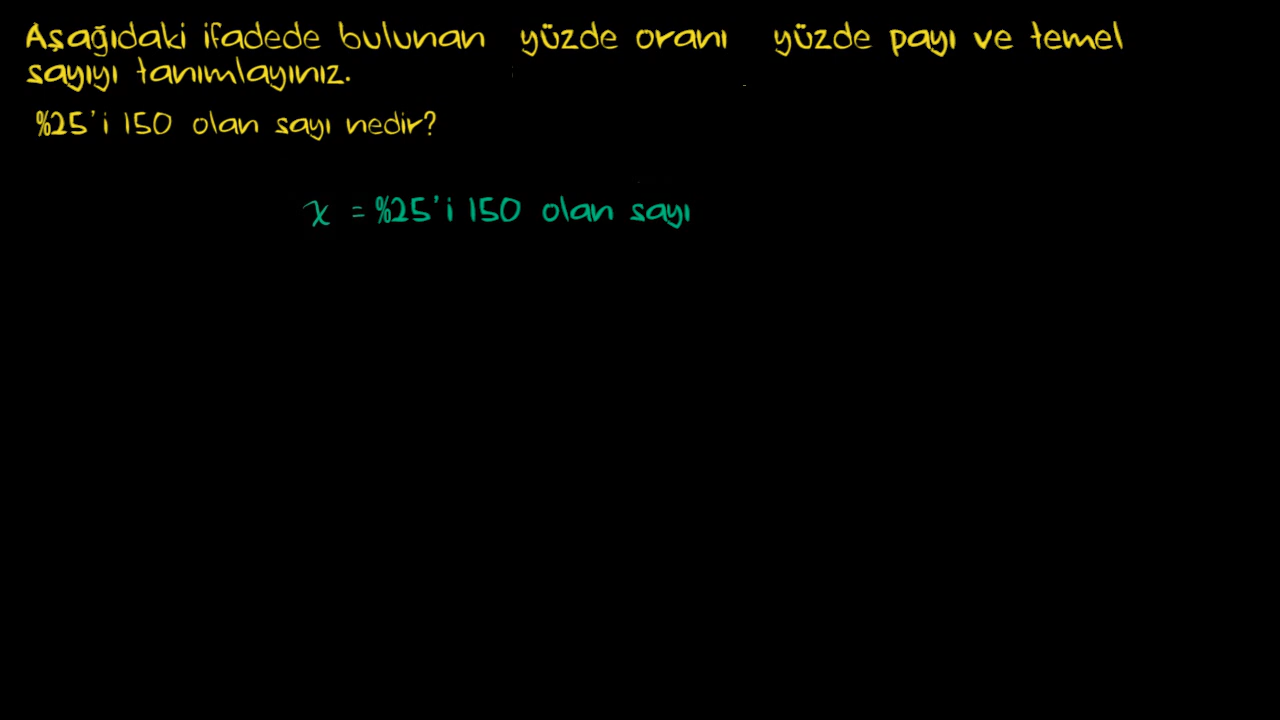 Aşağıdaki ifadede bulunan yüzde oranı yüzde payı ve temel
sayıyı tanımlayınız.
%25'i 150 olan sayı nedir?
x = %25'i 150 olan sayı